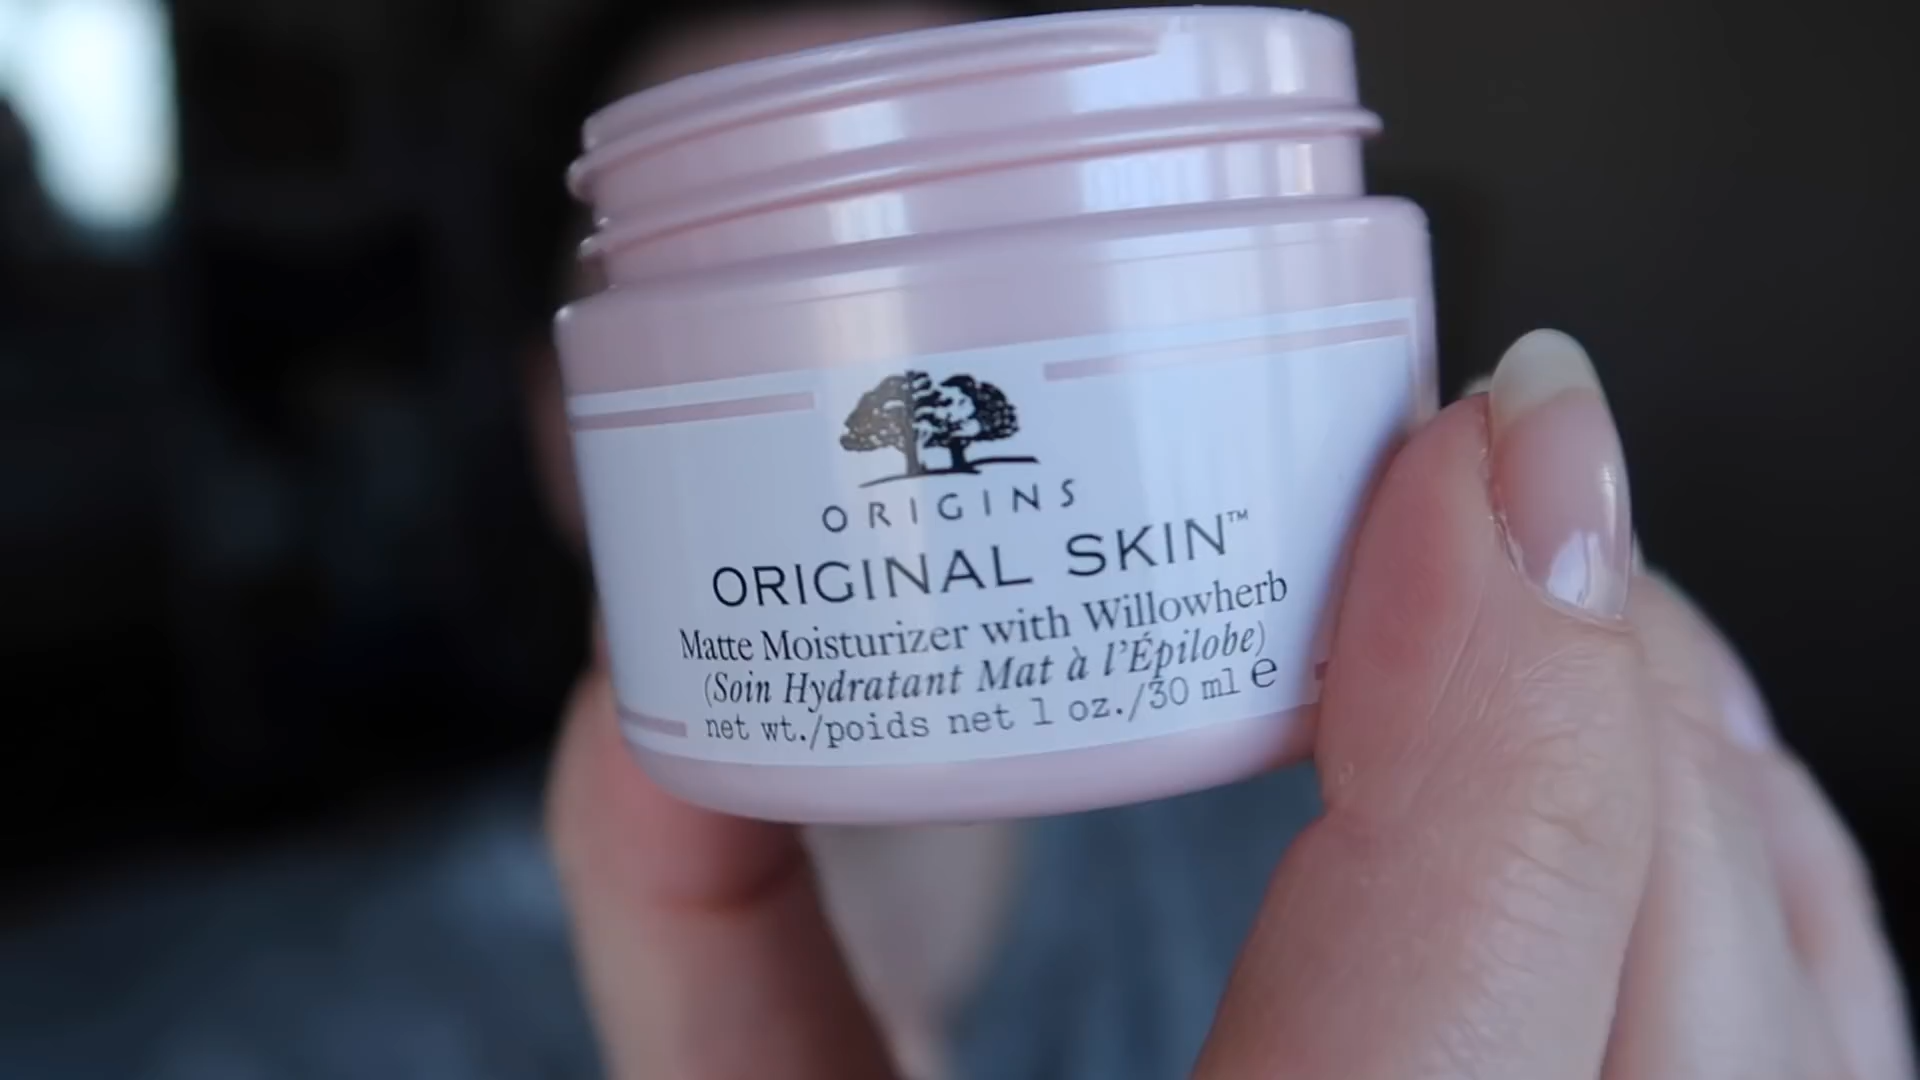 ORIGINS
ORIGINAL SKIN™
Matte Moisturizer with Willowherb
(Soin Hydratant Mat à l'Épilobe)
net wt./poids net 1 oz./30 ml e